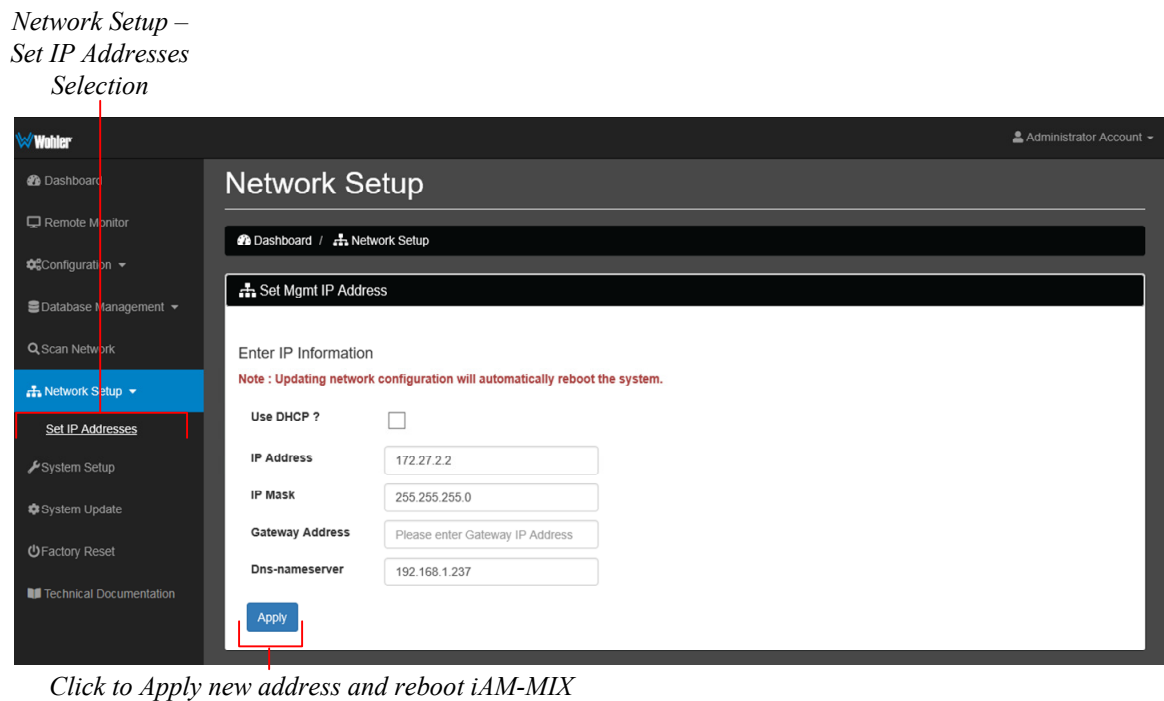 Network Setup –
Set IP Addresses
Selection
Wohler
Administrator Account
Dashboard
Remote Monitor
Configuration
Database Management
Scan Network
Network Setup
Set IP Addresses
System Setup
System Update
Factory Reset
Technical Documentation
Network Setup
Dashboard / Network Setup
Set Mgmt IP Address
Enter IP Information
Note : Updating network configuration will automatically reboot the system.
Use DHCP ?
IP Address 172.27.2.2
IP Mask 255.255.255.0
Gateway Address Please enter Gateway IP Address
Dns-nameserver 192.168.1.237
Apply
Click to Apply new address and reboot iAM-MIX